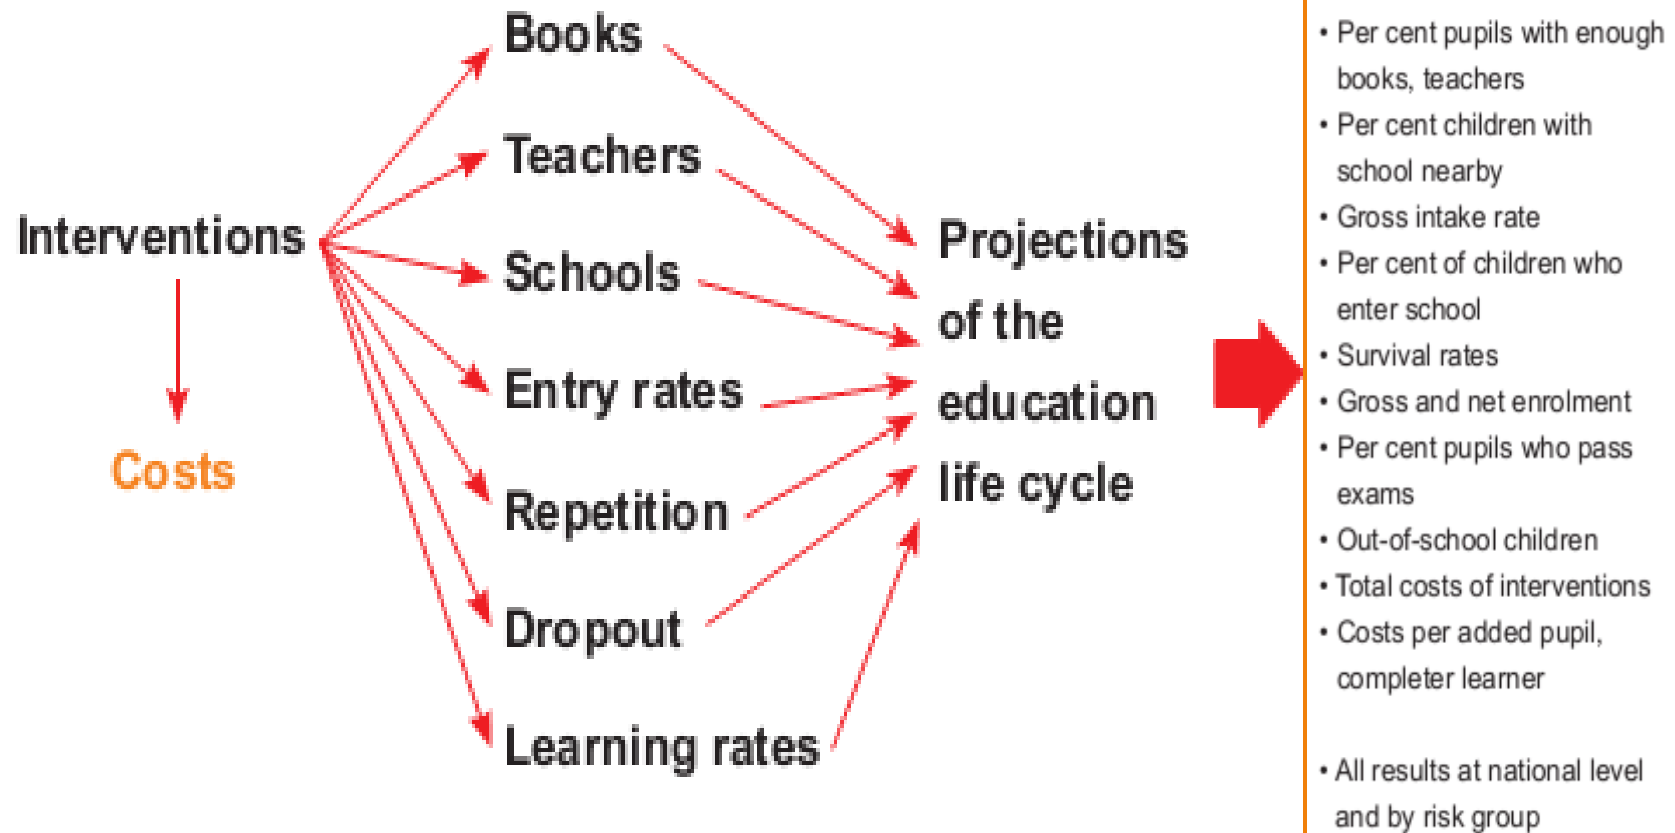 Interventions
Costs
Books
Teachers
Schools
Entry rates
Repetition
Dropout
Learning rates
Projections
of the
education
life cycle
• Per cent pupils with enough
books, teachers
• Per cent children with
school nearby
• Gross intake rate
• Per cent of children who
enter school
• Survival rates
• Gross and net enrolment
• Per cent pupils who pass
exams
• Out-of-school children
• Total costs of interventions
• Costs per added pupil,
completer learner
• All results at national level
and by risk group